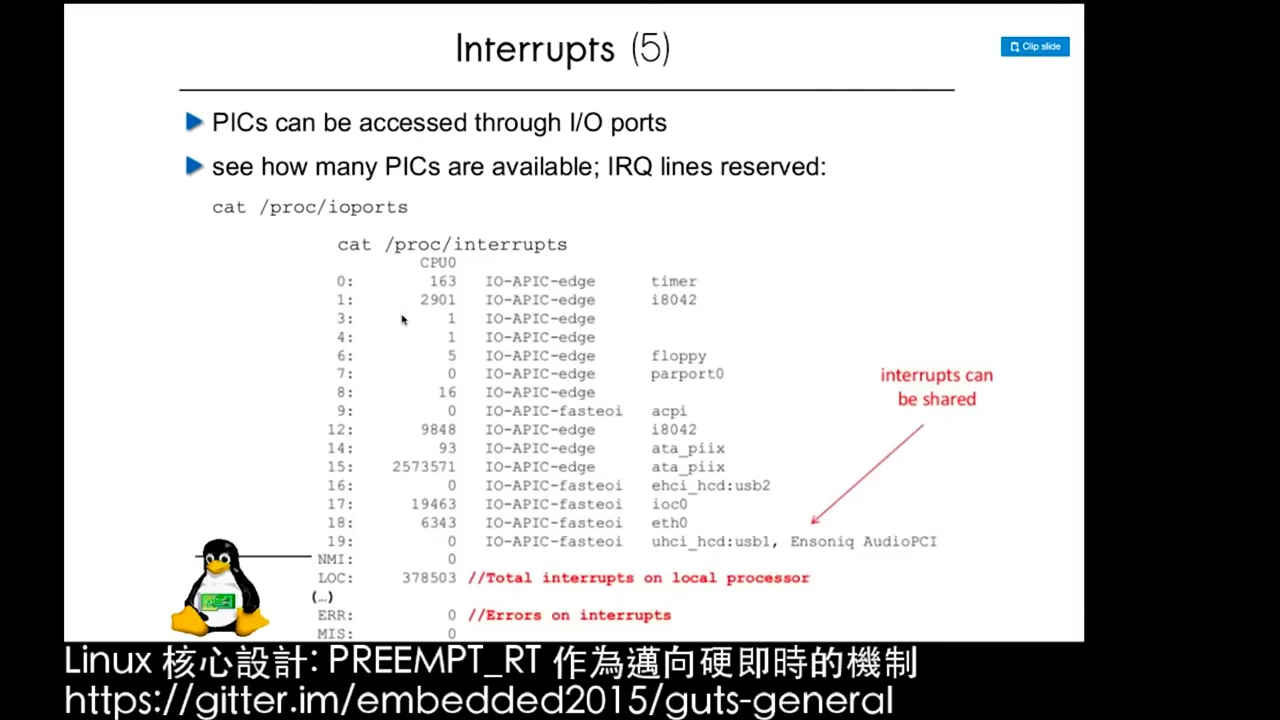 Interrupts (5)
Clip slide
PICs can be accessed through I/O ports
see how many PICs are available; IRQ lines reserved:
cat /proc/ioports
cat /proc/interrupts
CPU0
0: 163 IO-APIC-edge timer
1: 2901 IO-APIC-edge i8042
3: 1 IO-APIC-edge
4: 1 IO-APIC-edge
6: 5 IO-APIC-edge floppy
7: 0 IO-APIC-edge parport0
8: 16 IO-APIC-edge
9: 0 IO-APIC-fasteoi acpi
12: 9848 IO-APIC-edge i8042
14: 93 IO-APIC-edge ata_piix
15: 2573571 IO-APIC-edge ata_piix
16: 0 IO-APIC-fasteoi ehci_hcd:usb2
17: 19463 IO-APIC-fasteoi ioc0
18: 6343 IO-APIC-fasteoi eth0
19: 0 IO-APIC-fasteoi uhci_hcd:usb1, Ensoniq AudioPCI
NMI: 0
LOC: 378503 //Total interrupts on local processor
(…)
ERR: 0 //Errors on interrupts
MIS: 0
interrupts can
be shared
Linux 核心設計: PREEMPT_RT 作為邁向硬即時的機制
https://gitter.im/embedded2015/guts-general